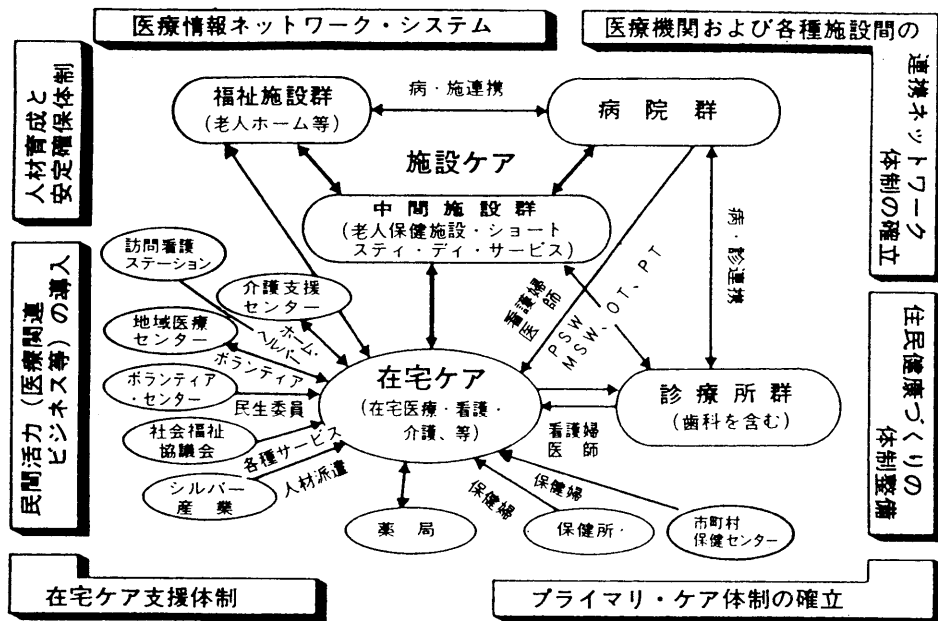 医療情報ネットワーク・システム
医療機関および各種施設間の
連携ネットワーク
体制の確立
人材育成と
安定確保体制
福祉施設群
(老人ホーム等)
病・施連携
病院群
施設ケア
中間施設群
(老人保健施設・ショート
スティ・ディ・サービス)
病・診連携
民間活力(医療関連
ビジネス等)の導入
訪問看護
ステーション
介護支援
センター
ホーム・
ヘルパー
地域医療
センター
ボランティア
ボランティア
・センター
民生委員
社会福祉
協議会
各種サービス
シルバー
産業
人材派遣
在宅ケア
(在宅医療・看護・
介護、等)
看護婦
医師
PSW
MSW、OT、PT
診療所群
(歯科を含む)
看護婦
医師
住民健康づくりの
体制整備
薬局
保健婦
保健所
保健婦
市町村
保健センター
在宅ケア支援体制
プライマリ・ケア体制の確立